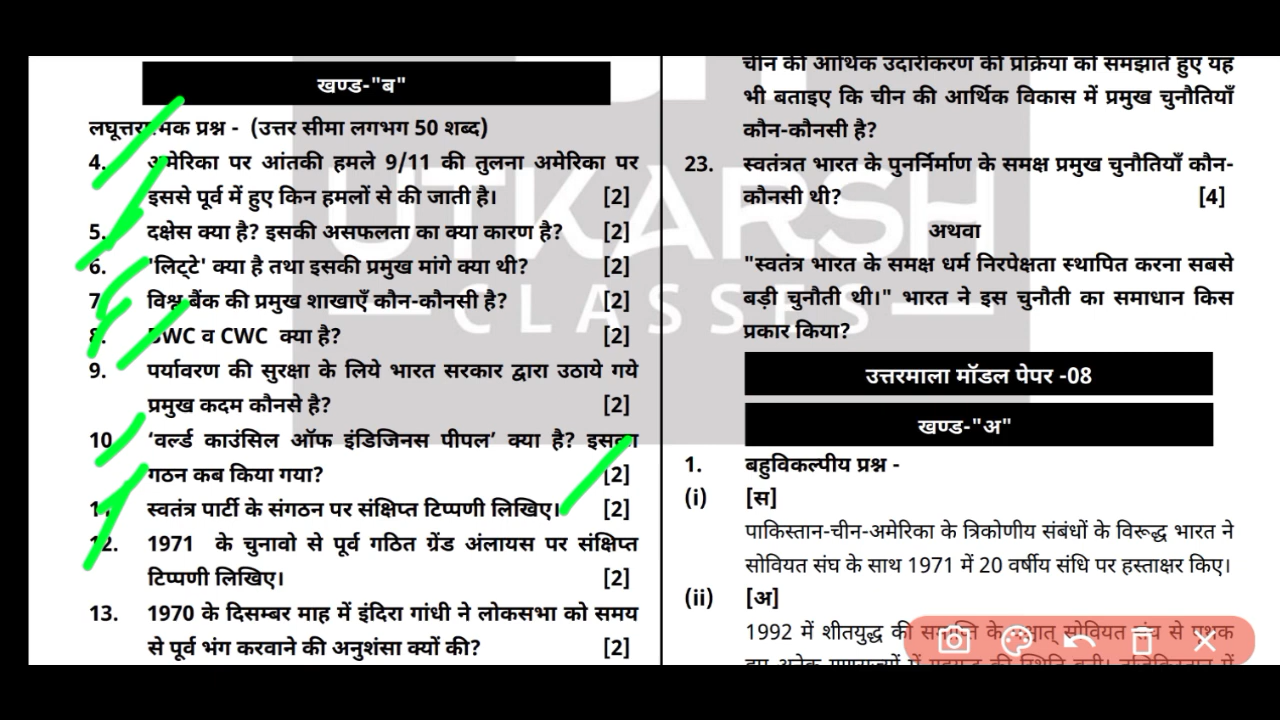 खण्ड-"ब"
लघूत्तरात्मक प्रश्न - (उत्तर सीमा लगभग 50 शब्द)
4. अमेरिका पर आंतकी हमले 9/11 की तुलना अमेरिका पर
इससे पूर्व में हुए किन हमलों से की जाती है। [2]
5. दक्षेस क्या है? इसकी असफलता का क्या कारण है? [2]
6. 'लिट्टे' क्या है तथा इसकी प्रमुख मांगे क्या थी? [2]
7. विश्व बैंक की प्रमुख शाखाएँ कौन-कौनसी है? [2]
8. BWC व CWC क्या है? [2]
9. पर्यावरण की सुरक्षा के लिये भारत सरकार द्वारा उठाये गये
प्रमुख कदम कौनसे है? [2]
10. ‘वर्ल्ड काउंसिल ऑफ इंडिजिनस पीपल’ क्या है? इसका
गठन कब किया गया? [2]
11. स्वतंत्र पार्टी के संगठन पर संक्षिप्त टिप्पणी लिखिए। [2]
12. 1971 के चुनावो से पूर्व गठित ग्रेंड अंलायस पर संक्षिप्त
टिप्पणी लिखिए। [2]
13. 1970 के दिसम्बर माह में इंदिरा गांधी ने लोकसभा को समय
से पूर्व भंग करवाने की अनुशंसा क्यों की? [2]
चीन की आर्थिक उदारीकरण की प्रक्रिया को समझाते हुए यह
भी बताइए कि चीन की आर्थिक विकास में प्रमुख चुनौतियाँ
कौन-कौनसी है?
23. स्वतंत्रत भारत के पुनर्निर्माण के समक्ष प्रमुख चुनौतियाँ कौन-
कौनसी थी? [4]
अथवा
"स्वतंत्र भारत के समक्ष धर्म निरपेक्षता स्थापित करना सबसे
बड़ी चुनौती थी।" भारत ने इस चुनौती का समाधान किस
प्रकार किया?
उत्तरमाला मॉडल पेपर -08
खण्ड-"अ"
1. बहुविकल्पीय प्रश्न -
(i) [स]
पाकिस्तान-चीन-अमेरिका के त्रिकोणीय संबंधों के विरूद्ध भारत ने
सोवियत संघ के साथ 1971 में 20 वर्षीय संधि पर हस्ताक्षर किए।
(ii) [अ]
1992 में शीतयुद्ध की समाप्ति के सोवियत संघ से पृथक
UTKARSH
CLASSES